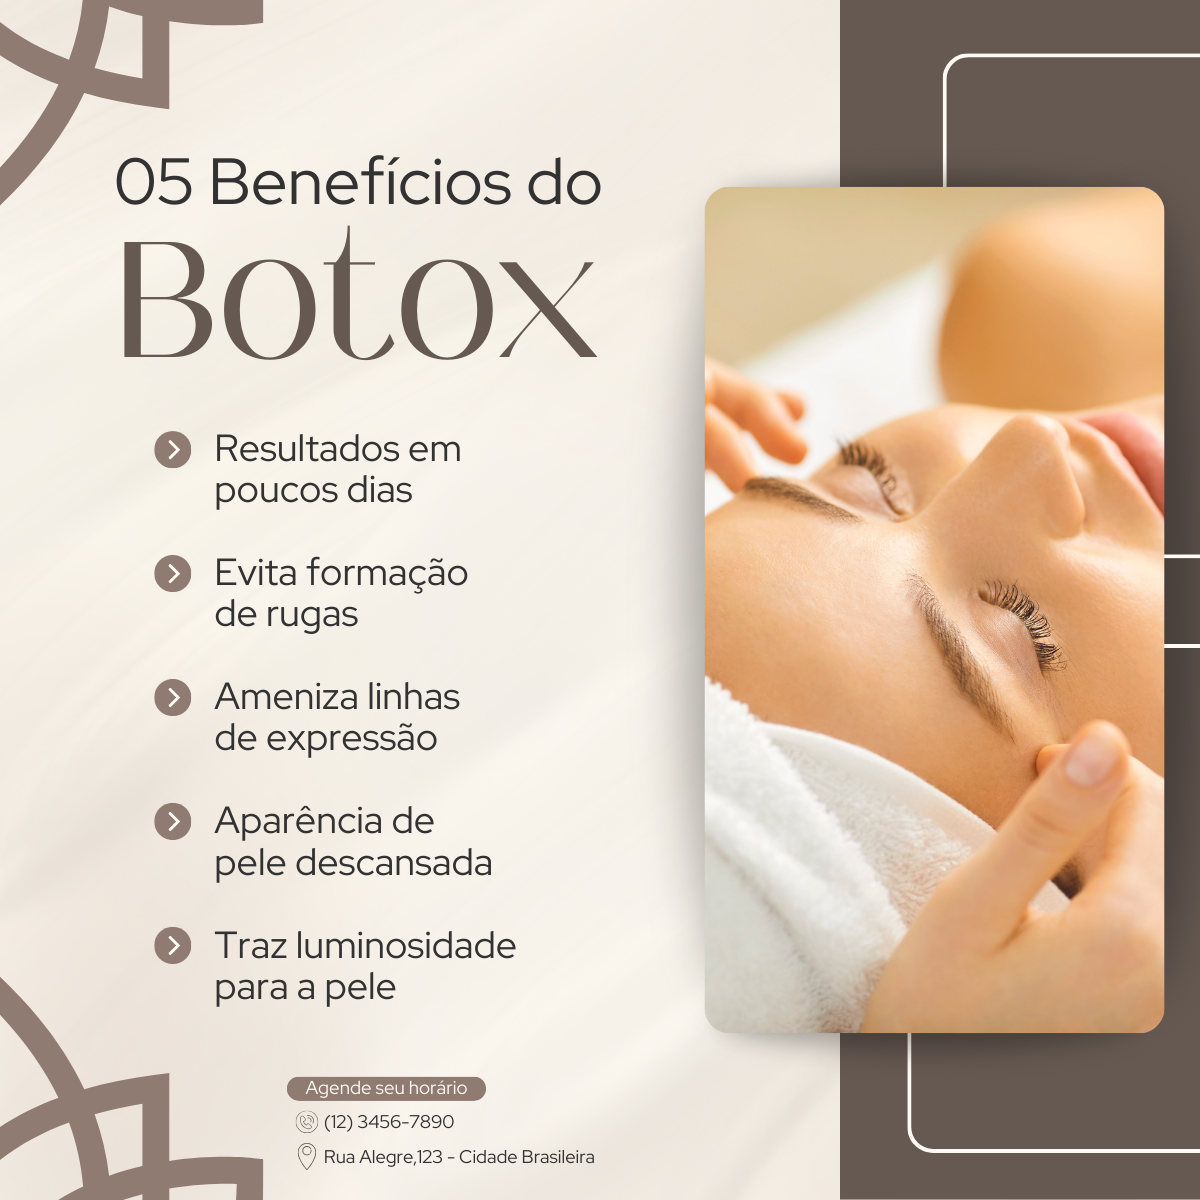 05 Benefícios do
Botox
Resultados em
poucos dias
Evita formação
de rugas
Ameniza linhas
de expressão
Aparência de
pele descansada
Traz luminosidade
para a pele
Agende seu horário
(12) 3456-7890
Rua Alegre,123 - Cidade Brasileira